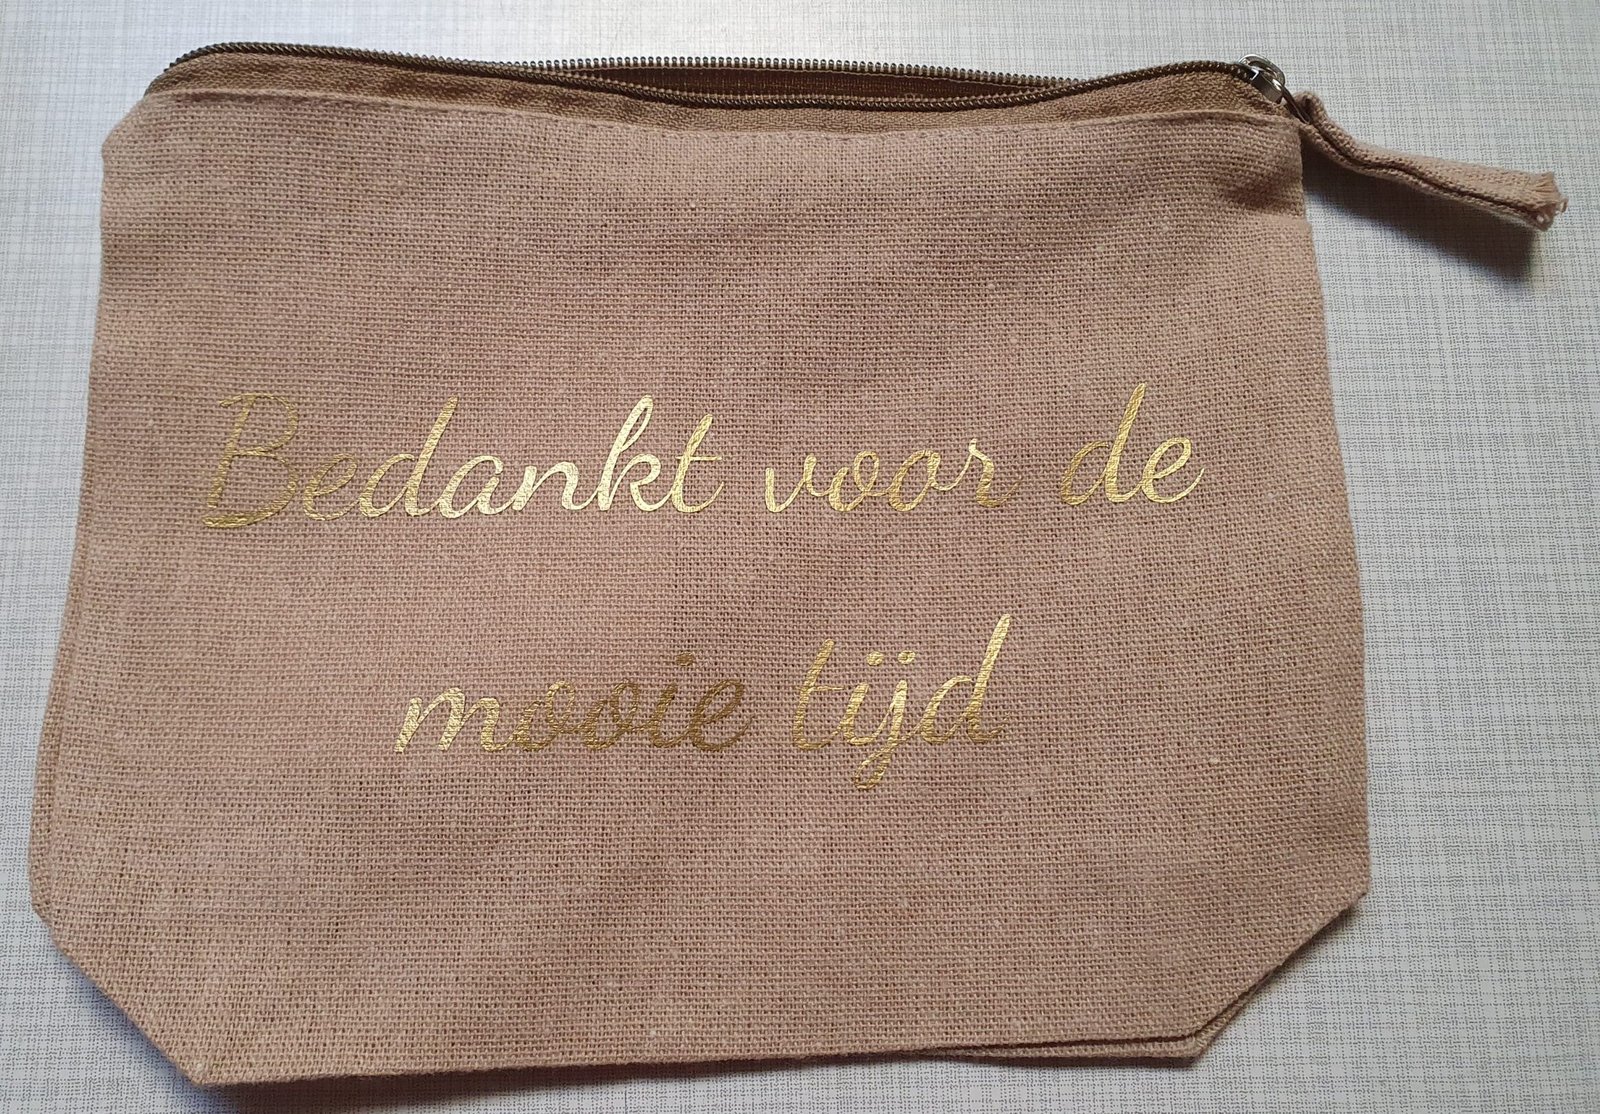 Bedankt voor de
mooie tijd